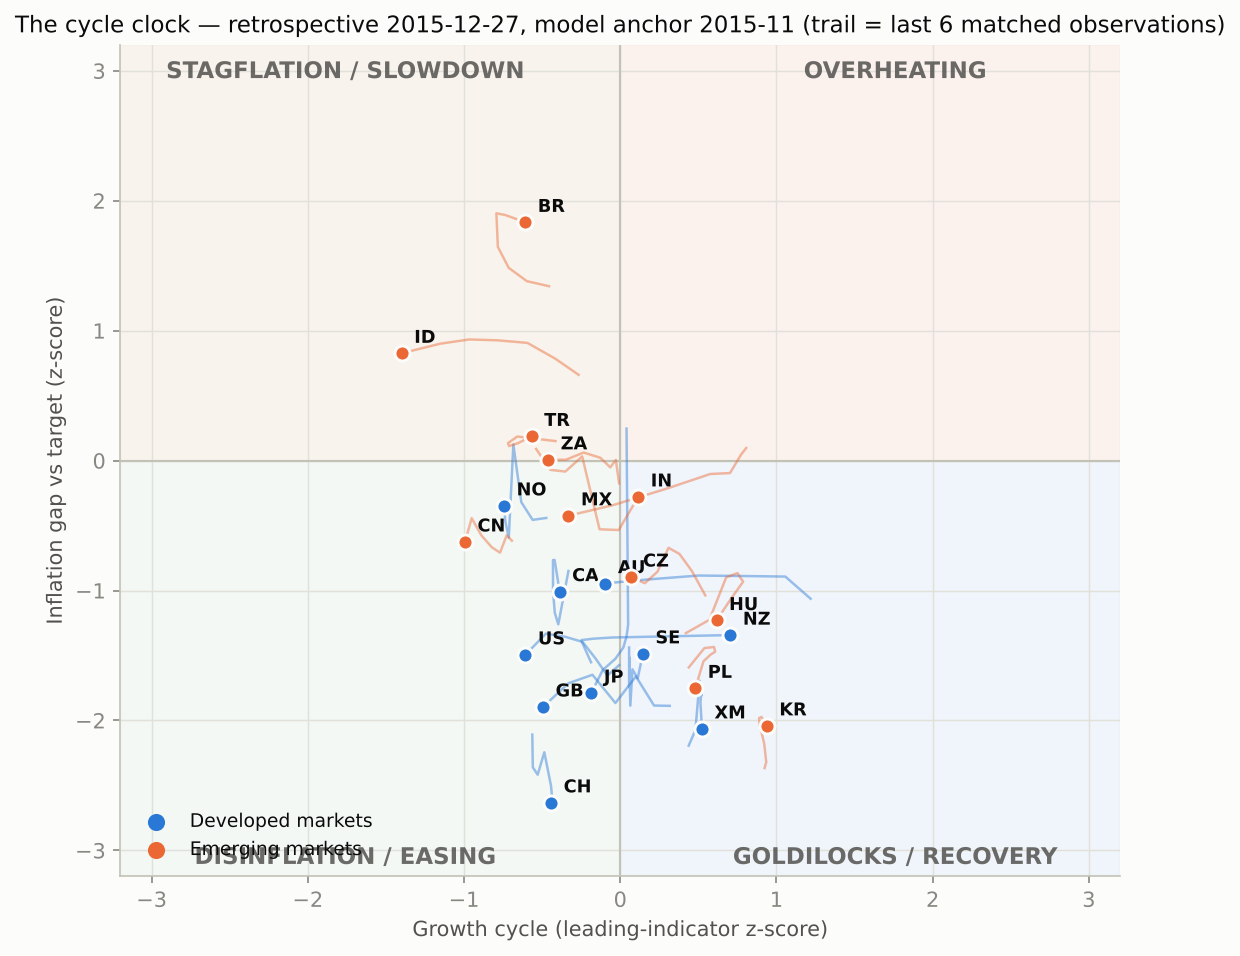 The cycle clock — retrospective 2015-12-27, model anchor 2015-11 (trail = last 6 matched observations)
STAGFLATION / SLOWDOWN
OVERHEATING
3
2
1
0
−1
−2
−3
Inflation gap vs target (z-score)
BR
ID
TR
ZA
IN
NO
MX
CN
CZ
AU
CA
HU
NZ
US
SE
PL
JP
GB
XM
KR
CH
Developed markets
Emerging markets
DISINFLATION / EASING
GOLDILOCKS / RECOVERY
−3
−2
−1
0
1
2
3
Growth cycle (leading-indicator z-score)